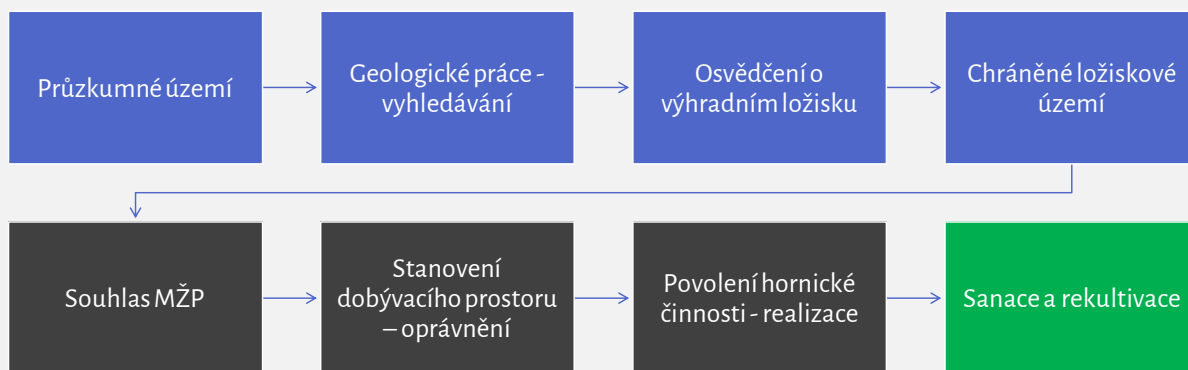 Průzkumné území
Geologické práce -
vyhledávání
Osvědčení o
výhradním ložisku
Chráněné ložiskové
území
Souhlas MŽP
Stanovení
dobývacího prostoru
– oprávnění
Povolení hornické
činnosti - realizace
Sanace a rekultivace